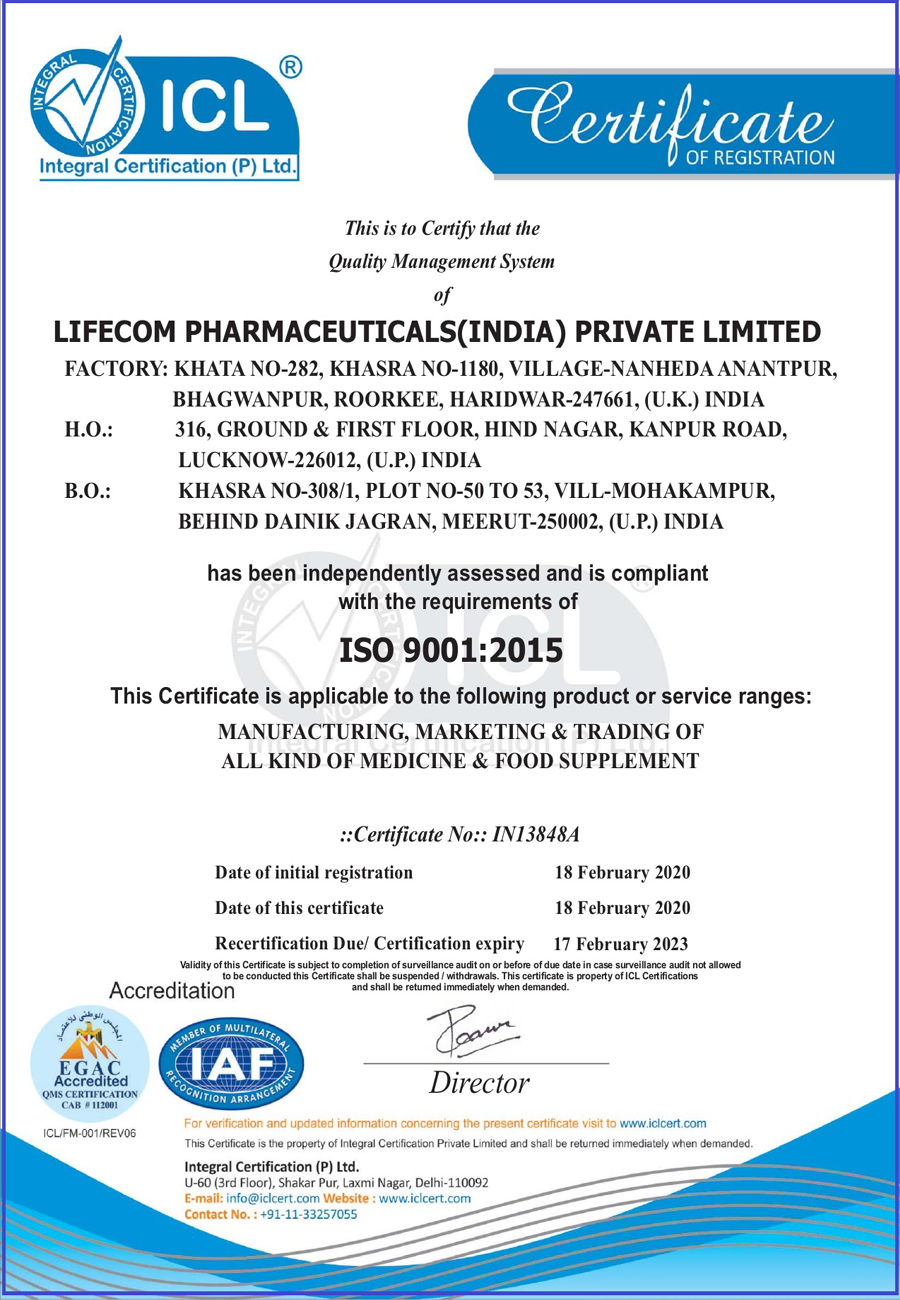 INTEGRAL CERTIFICATION
ICL®
Integral Certification (P) Ltd.
Certificate
OF REGISTRATION
This is to Certify that the
Quality Management System
of
LIFECOM PHARMACEUTICALS(INDIA) PRIVATE LIMITED
FACTORY: KHATA NO-282, KHASRA NO-1180, VILLAGE-NANHEDA ANANTPUR,
BHAGWANPUR, ROORKEE, HARIDWAR-247661, (U.K.) INDIA
H.O.: 316, GROUND & FIRST FLOOR, HIND NAGAR, KANPUR ROAD,
LUCKNOW-226012, (U.P.) INDIA
B.O.: KHASRA NO-308/1, PLOT NO-50 TO 53, VILL-MOHAKAMPUR,
BEHIND DAINIK JAGRAN, MEERUT-250002, (U.P.) INDIA
has been independently assessed and is compliant
with the requirements of
ISO 9001:2015
This Certificate is applicable to the following product or service ranges:
MANUFACTURING, MARKETING & TRADING OF
ALL KIND OF MEDICINE & FOOD SUPPLEMENT
::Certificate No:: IN13848A
Date of initial registration 18 February 2020
Date of this certificate 18 February 2020
Recertification Due/ Certification expiry 17 February 2023
Validity of this Certificate is subject to completion of surveillance audit on or before of due date in case surveillance audit not allowed
to be conducted this Certificate shall be suspended / withdrawals. This certificate is property of ICL Certifications
and shall be returned immediately when demanded.
Accreditation
المجلس الوطني للاعتماد
EGAC
Accredited
QMS CERTIFICATION
CAB # 112001
MEMBER OF MULTILATERAL
IAF
RECOGNITION ARRANGEMENT
Director
ICL/FM-001/REV06
For verification and updated information concerning the present certificate visit to www.iclcert.com
This Certificate is the property of Integral Certification Private Limited and shall be returned immediately when demanded.
Integral Certification (P) Ltd.
U-60 (3rd Floor), Shakar Pur, Laxmi Nagar, Delhi-110092
E-mail: info@iclcert.com Website : www.iclcert.com
Contact No. : +91-11-33257055